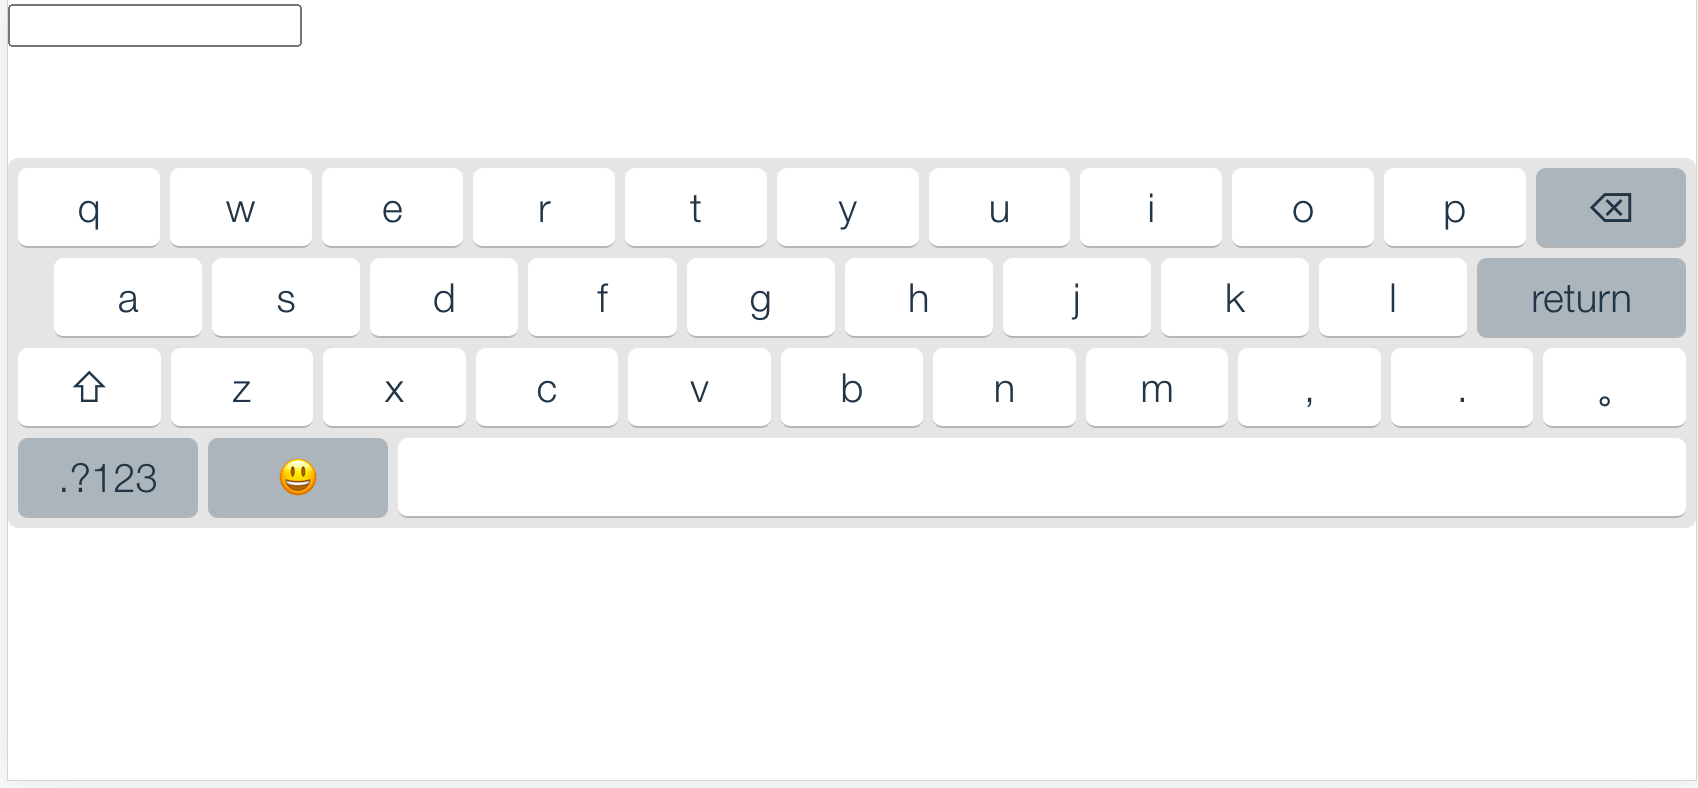 q w e r t y u i o p
a s d f g h j k l return
z x c v b n m , . 。
.?123 😃